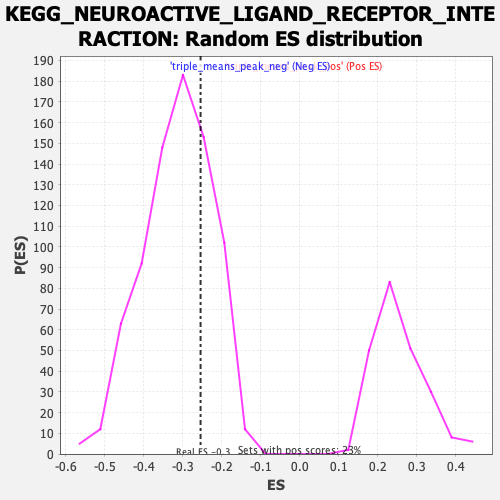 KEGG_NEUROACTIVE_LIGAND_RECEPTOR_INTE
RACTION: Random ES distribution
'triple_means_peak_neg' (Neg ES)os' (Pos ES)
190
180
170
160
150
140
130
120
110
100
90
80
70
60
50
40
30
20
10
0
P(ES)
Real ES -0.3
Sets with pos scores: 23%
-0.6 -0.5 -0.4 -0.3 -0.2 -0.1 0.0 0.1 0.2 0.3 0.4
ES